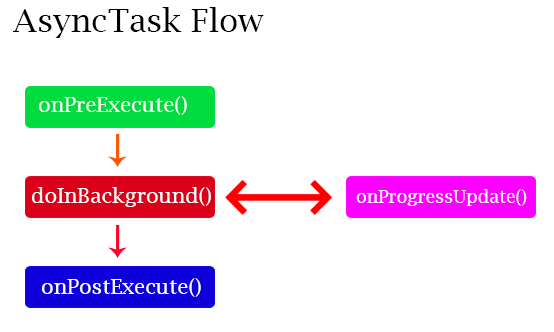 AsyncTask Flow
onPreExecute()
doInBackground()
onProgressUpdate()
onPostExecute()